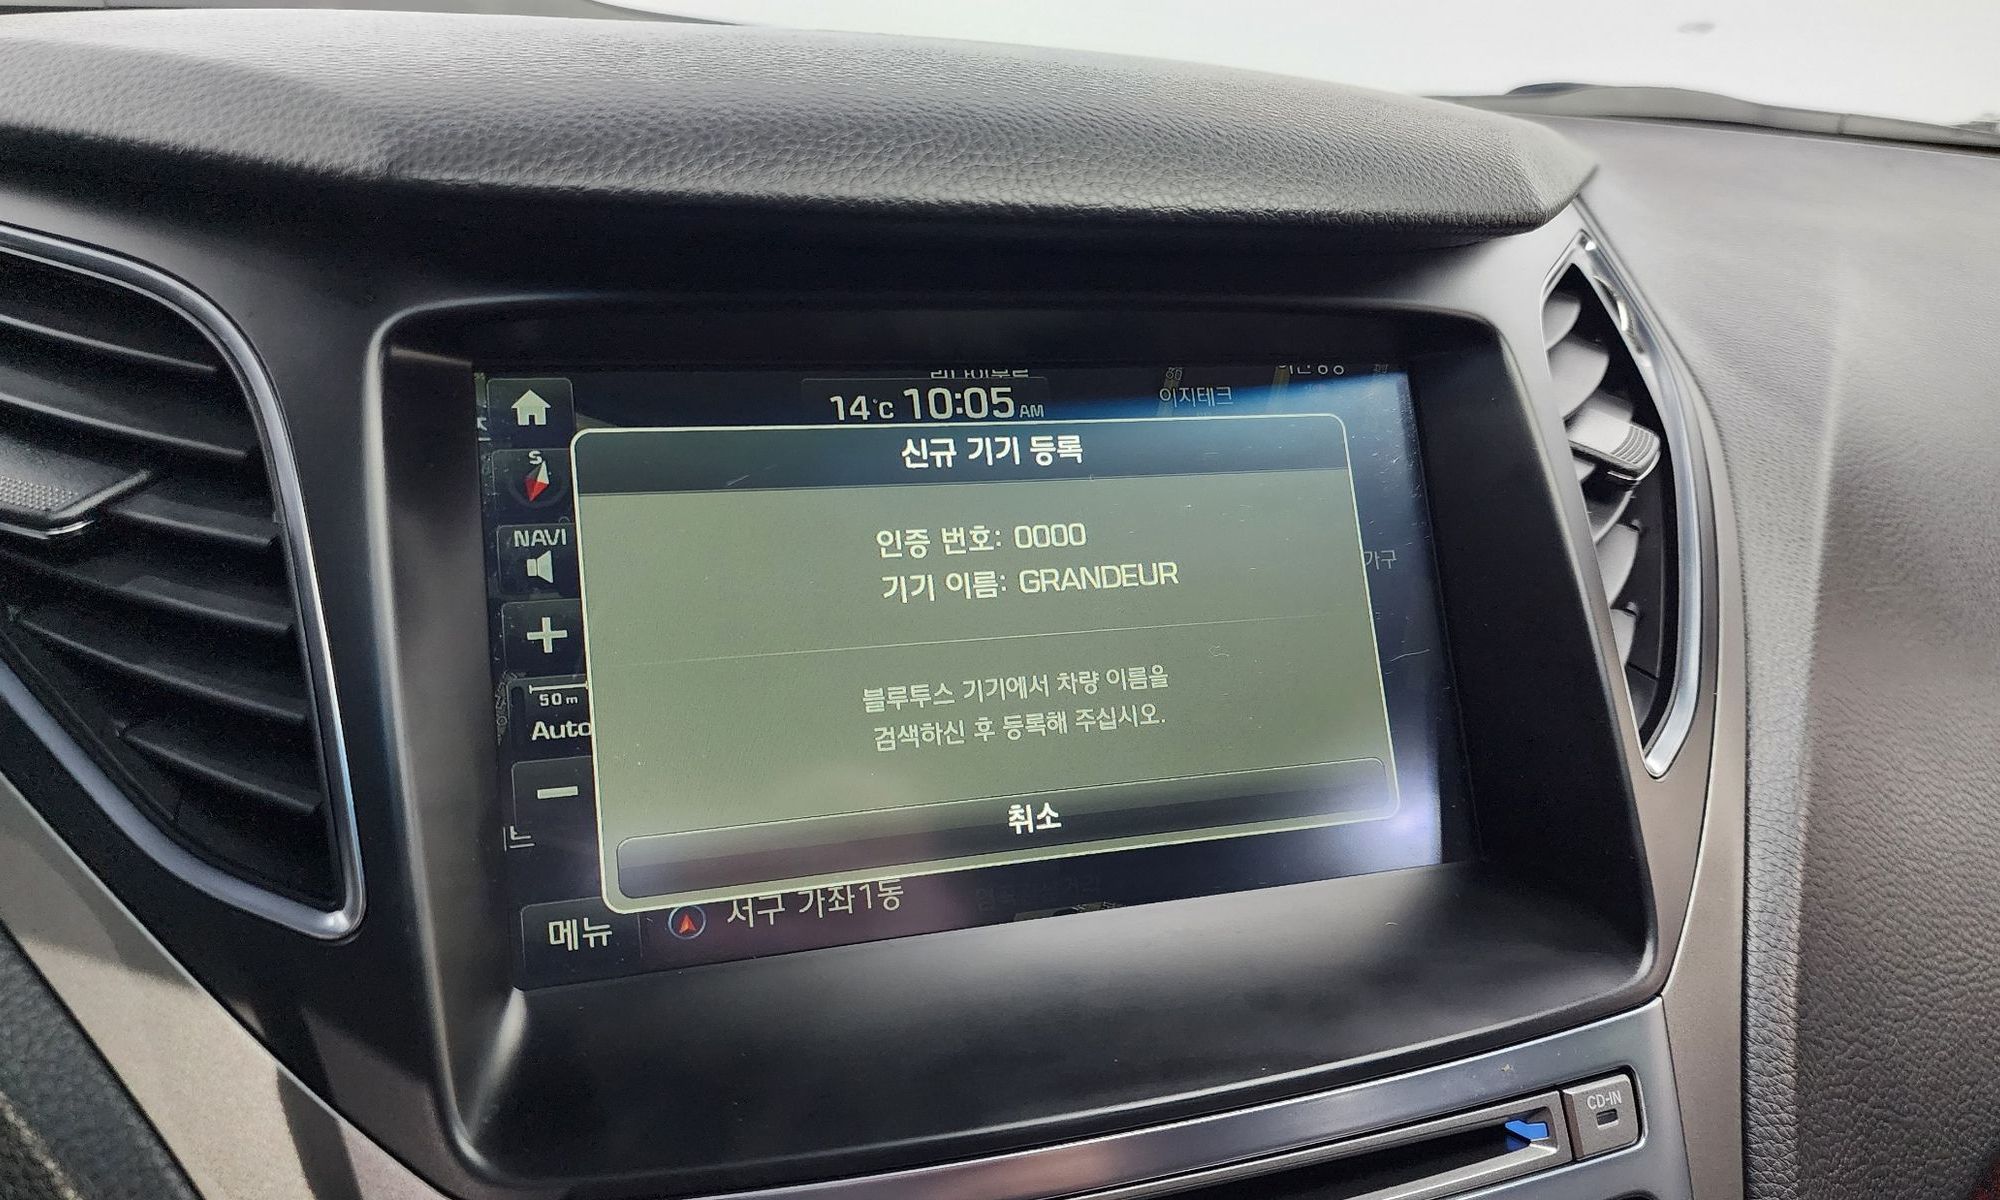 14°C 10:05 AM
이지테크
신규 기기 등록
S
NAVI
인증 번호: 0000
기기 이름: GRANDEUR
가구
50m
Auto
블루투스 기기에서 차량 이름을
검색하신 후 등록해 주십시오.
취소
메뉴
서구 가좌1동
CD-IN